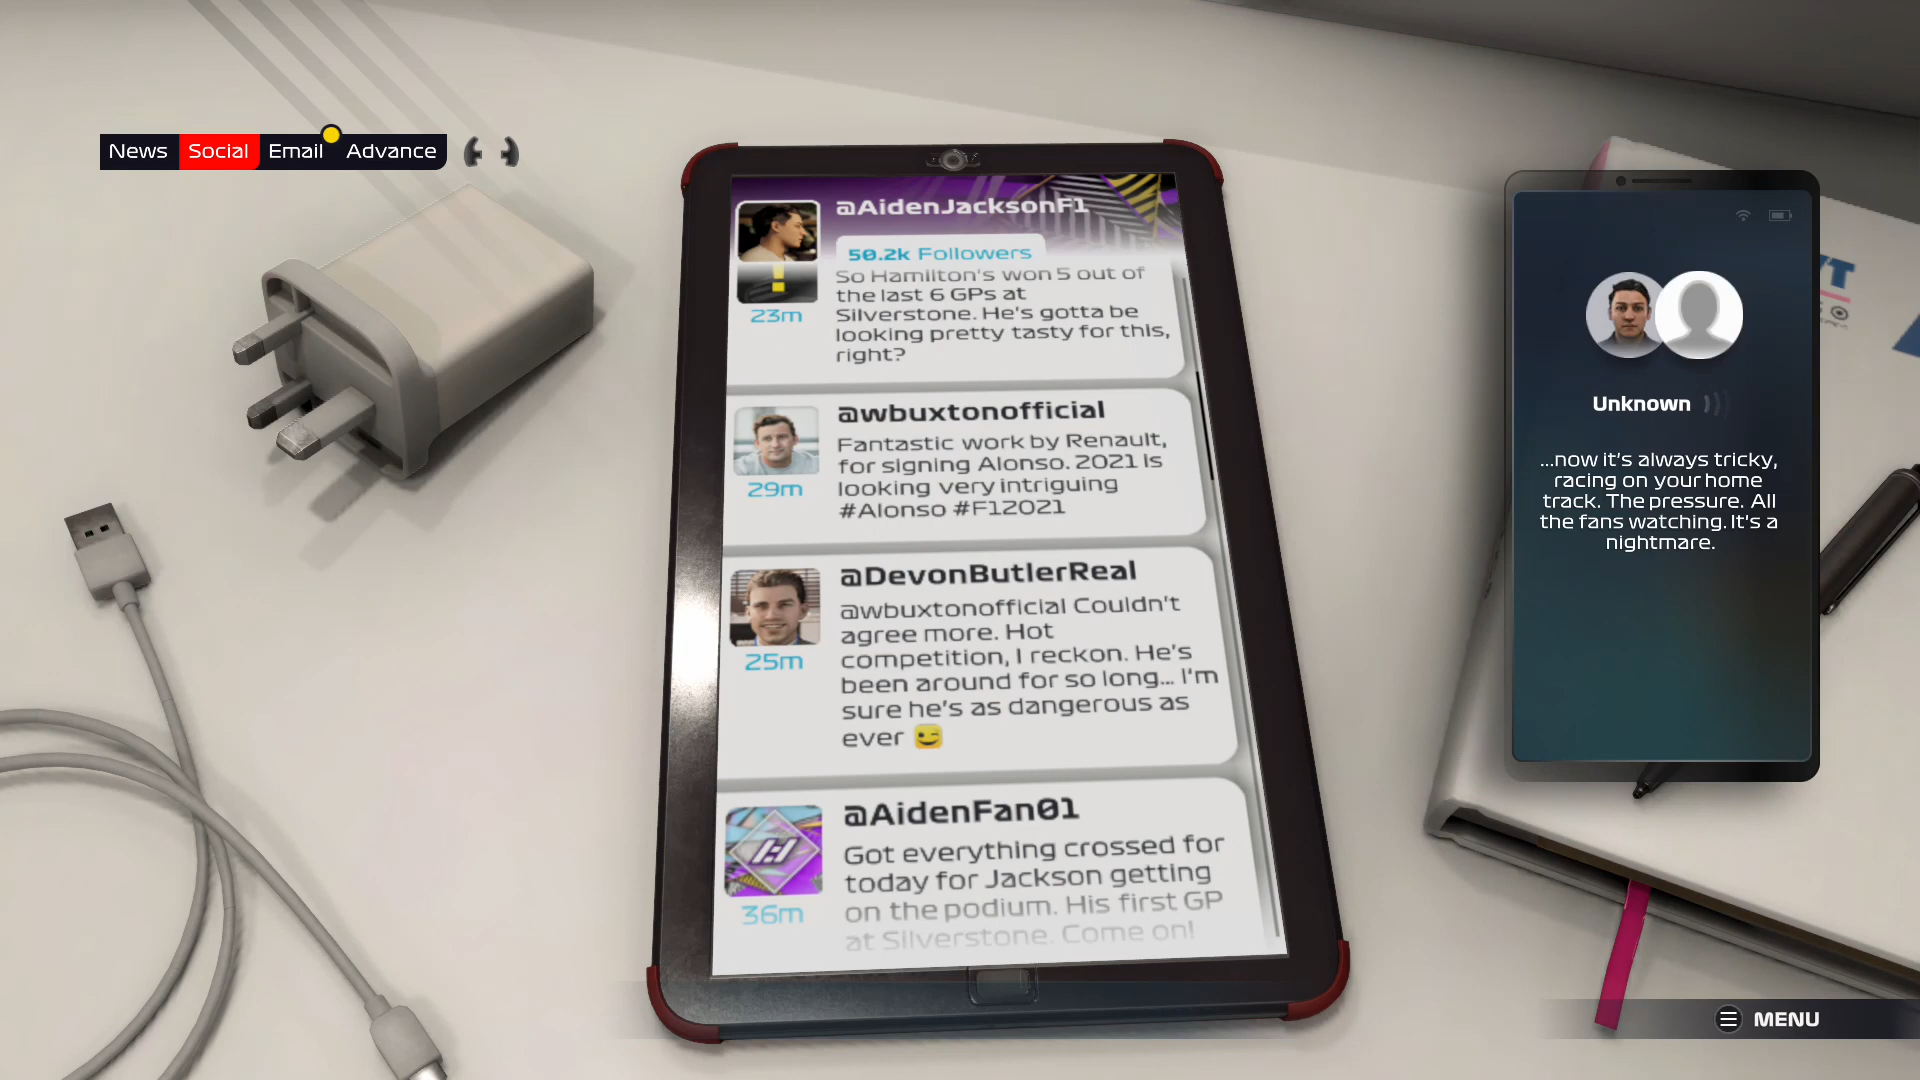 News Social Email Advance
@AidenJacksonF1
50.2k Followers
So Hamilton's won 5 out of
the last 6 GPs at
Silverstone. He's gotta be
looking pretty tasty for this,
right?
23m
@wbuxtonofficial
Fantastic work by Renault,
for signing Alonso. 2021 is
looking very intriguing
#Alonso #F12021
29m
@DevonButlerReal
@wbuxtonofficial Couldn't
agree more. Hot
competition, I reckon. He's
been around for so long... I'm
sure he's as dangerous as
ever 😉
25m
@AidenFan01
Got everything crossed for
today for Jackson getting
on the podium. His first GP
at Silverstone. Come on!
36m
Unknown
...now it's always tricky,
racing on your home
track. The pressure. All
the fans watching. It's a
nightmare.
MENU